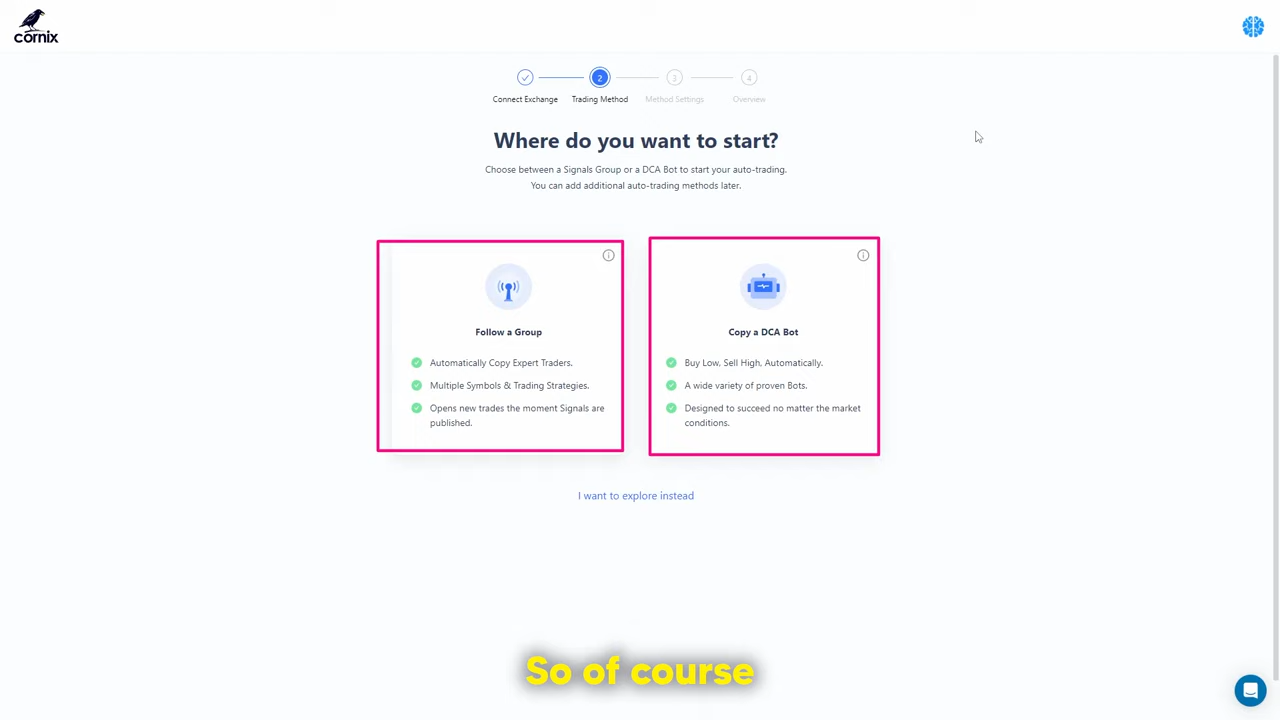 cornix
2
3
4
Connect Exchange
Trading Method
Method Settings
Overview
Where do you want to start?
Choose between a Signals Group or a DCA Bot to start your auto-trading.
You can add additional auto-trading methods later.
Follow a Group
Automatically Copy Expert Traders.
Multiple Symbols & Trading Strategies.
Opens new trades the moment Signals are
published.
Copy a DCA Bot
Buy Low, Sell High, Automatically.
A wide variety of proven Bots.
Designed to succeed no matter the market
conditions.
I want to explore instead
So of course